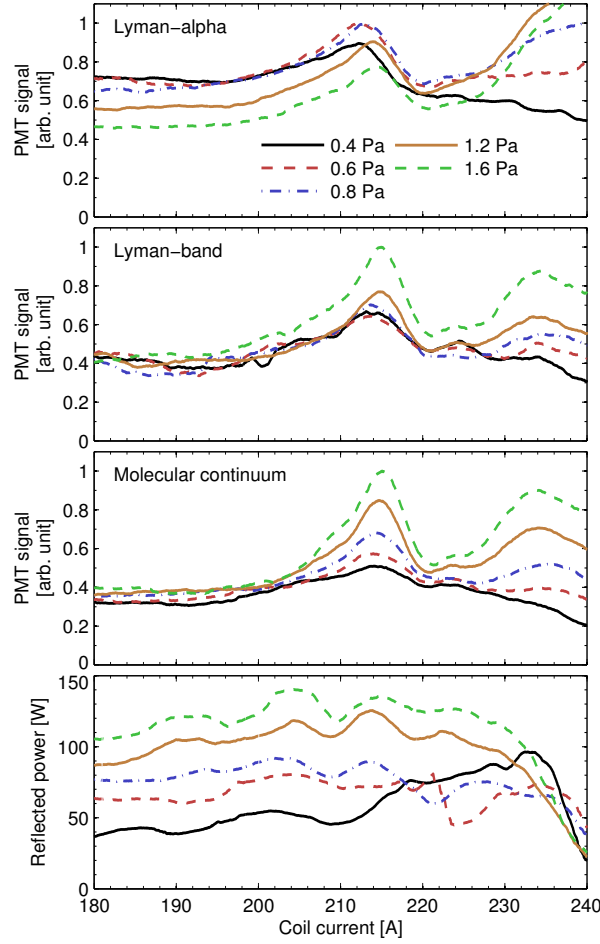 Lyman−alpha
PMT signal
[arb. unit]
1
0.8
0.6
0.4
0.2
0
0.4 Pa
0.6 Pa
0.8 Pa
1.2 Pa
1.6 Pa
Lyman−band
PMT signal
[arb. unit]
1
0.8
0.6
0.4
0.2
0
Molecular continuum
PMT signal
[arb. unit]
1
0.8
0.6
0.4
0.2
0
Reflected power [W]
150
100
50
0
180 190 200 210 220 230 240
Coil current [A]